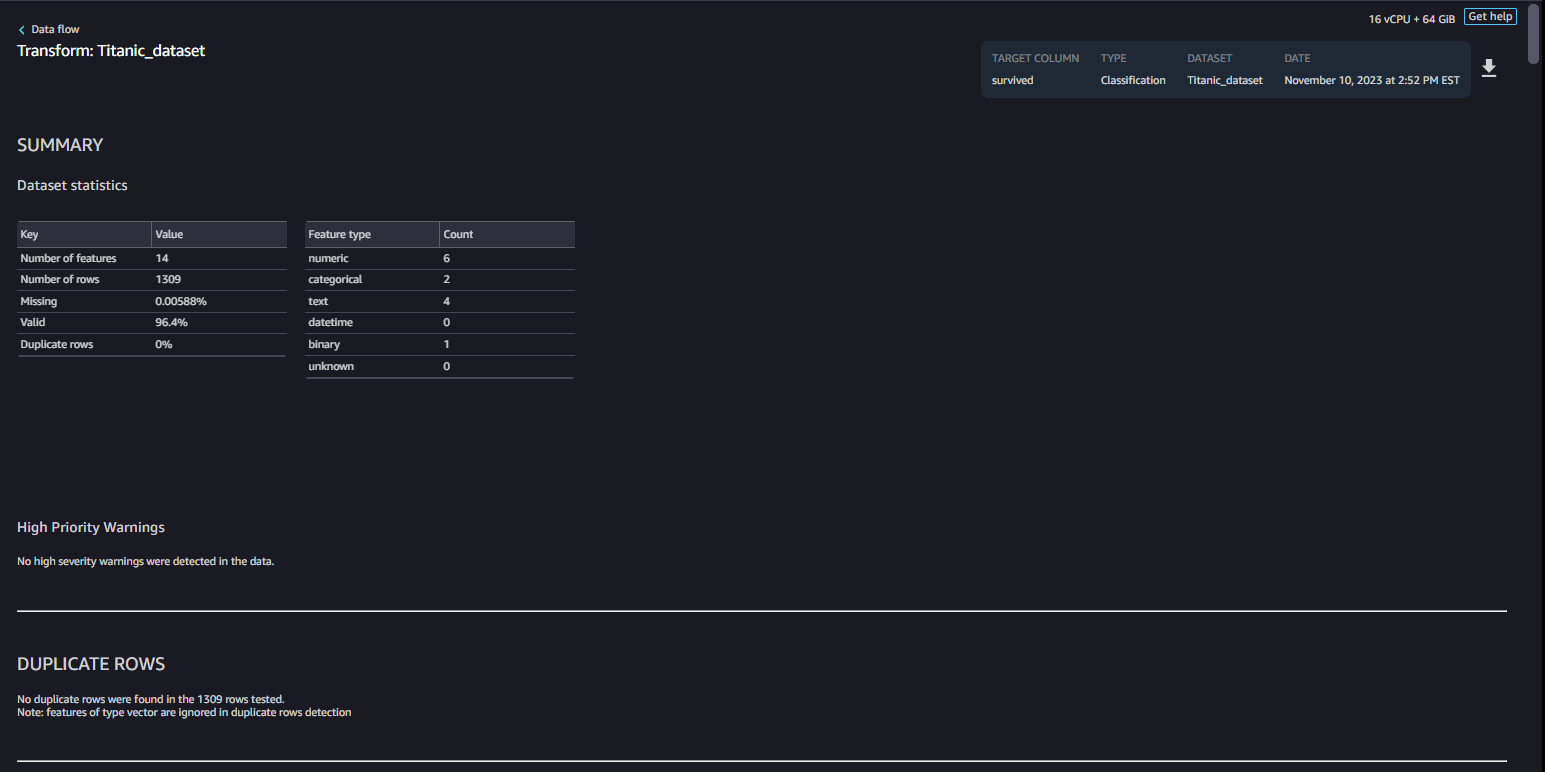 Data flow
16 vCPU + 64 GiB Get help
Transform: Titanic_dataset
TARGET COLUMN TYPE DATASET DATE
survived Classification Titanic_dataset November 10, 2023 at 2:52 PM EST
SUMMARY
Dataset statistics
Key Value
Number of features 14
Number of rows 1309
Missing 0.00588%
Valid 96.4%
Duplicate rows 0%
Feature type Count
numeric 6
categorical 2
text 4
datetime 0
binary 1
unknown 0
High Priority Warnings
No high severity warnings were detected in the data.
DUPLICATE ROWS
No duplicate rows were found in the 1309 rows tested.
Note: features of type vector are ignored in duplicate rows detection